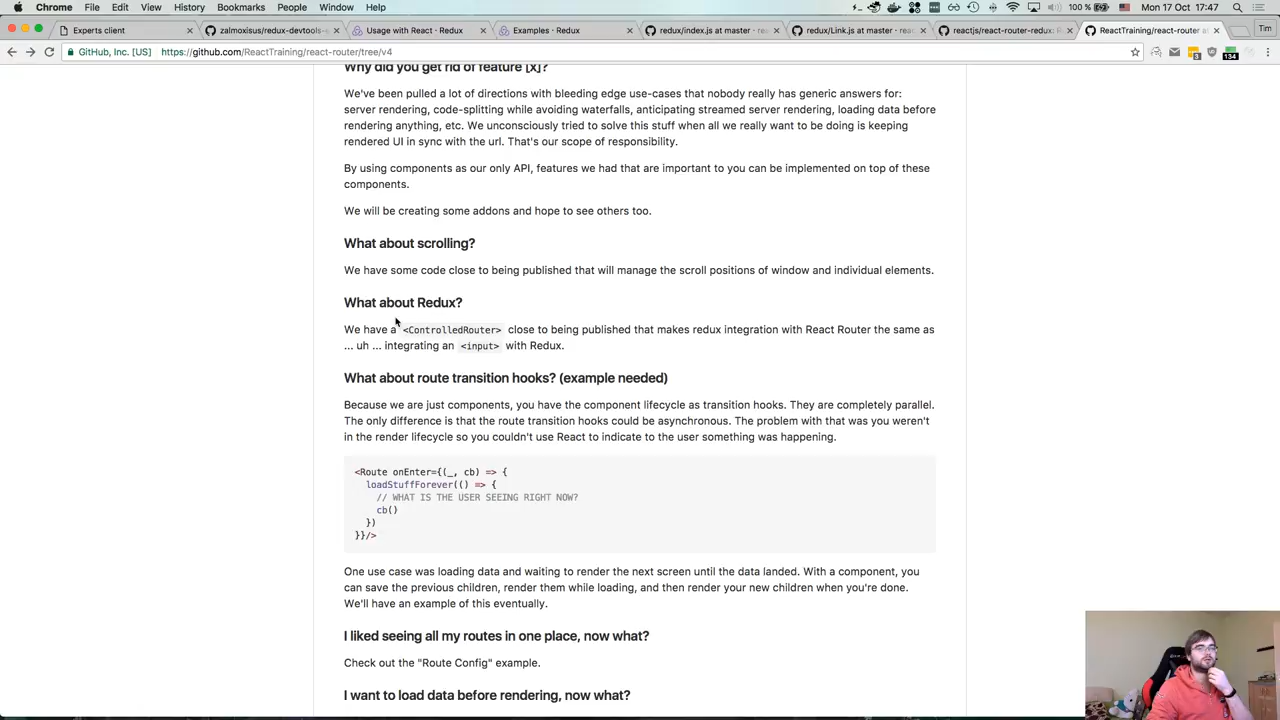 Chrome File Edit View History Bookmarks People Window Help 100 % Mon 17 Oct 17:47
Experts client zalmoxisus/redux-devtools- Usage with React · Redux Examples · Redux redux/index.js at master · reac redux/Link.js at master · reac reactjs/react-router-redux: R ReactTraining/react-router a Tim
GitHub, Inc. [US] https://github.com/ReactTraining/react-router/tree/v4 3 134
Why did you get rid of feature [x]?
We've been pulled a lot of directions with bleeding edge use-cases that nobody really has generic answers for:
server rendering, code-splitting while avoiding waterfalls, anticipating streamed server rendering, loading data before
rendering anything, etc. We unconsciously tried to solve this stuff when all we really want to be doing is keeping
rendered UI in sync with the url. That's our scope of responsibility.
By using components as our only API, features we had that are important to you can be implemented on top of these
components.
We will be creating some addons and hope to see others too.
What about scrolling?
We have some code close to being published that will manage the scroll positions of window and individual elements.
What about Redux?
We have a <ControlledRouter> close to being published that makes redux integration with React Router the same as
... uh ... integrating an <input> with Redux.
What about route transition hooks? (example needed)
Because we are just components, you have the component lifecycle as transition hooks. They are completely parallel.
The only difference is that the route transition hooks could be asynchronous. The problem with that was you weren't
in the render lifecycle so you couldn't use React to indicate to the user something was happening.
<Route onEnter={(_, cb) => {
loadStuffForever(() => {
// WHAT IS THE USER SEEING RIGHT NOW?
cb()
})
}}/>
One use case was loading data and waiting to render the next screen until the data landed. With a component, you
can save the previous children, render them while loading, and then render your new children when you're done.
We'll have an example of this eventually.
I liked seeing all my routes in one place, now what?
Check out the "Route Config" example.
I want to load data before rendering, now what?